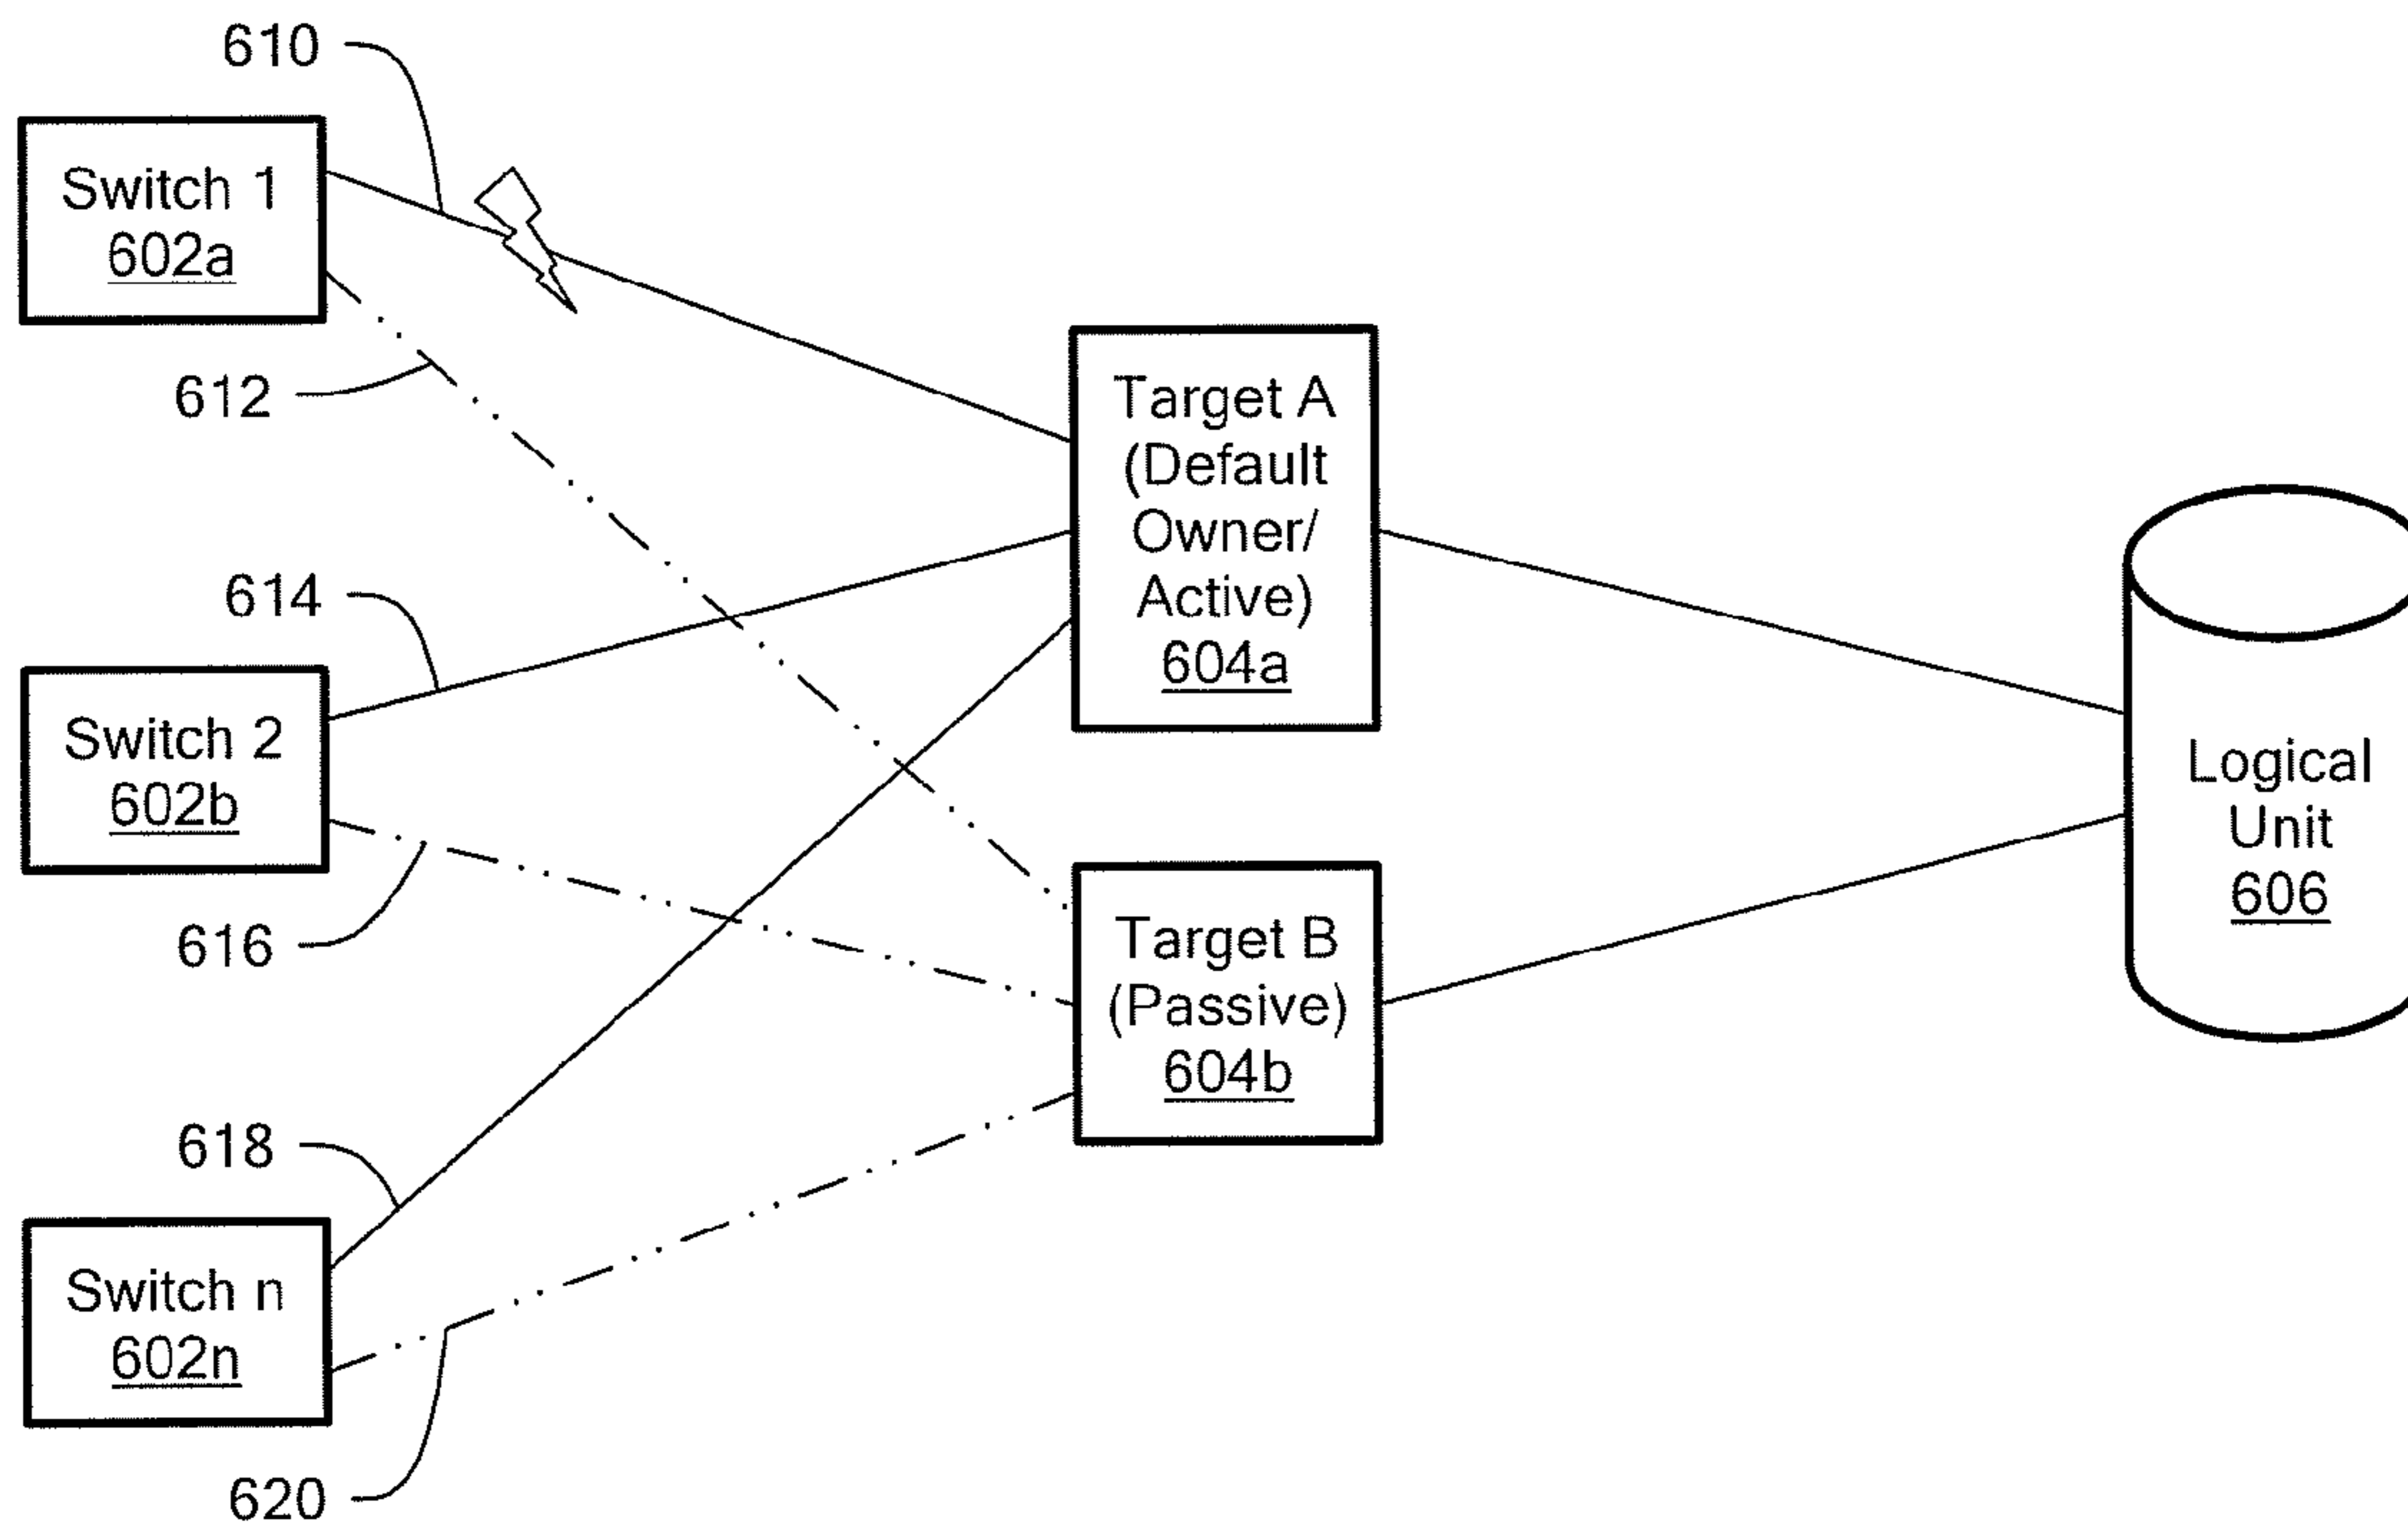 610
Switch 1
602a
612
614
Switch 2
602b
616
618
Switch n
602n
620
Target A
(Default
Owner/
Active)
604a
Target B
(Passive)
604b
Logical
Unit
606